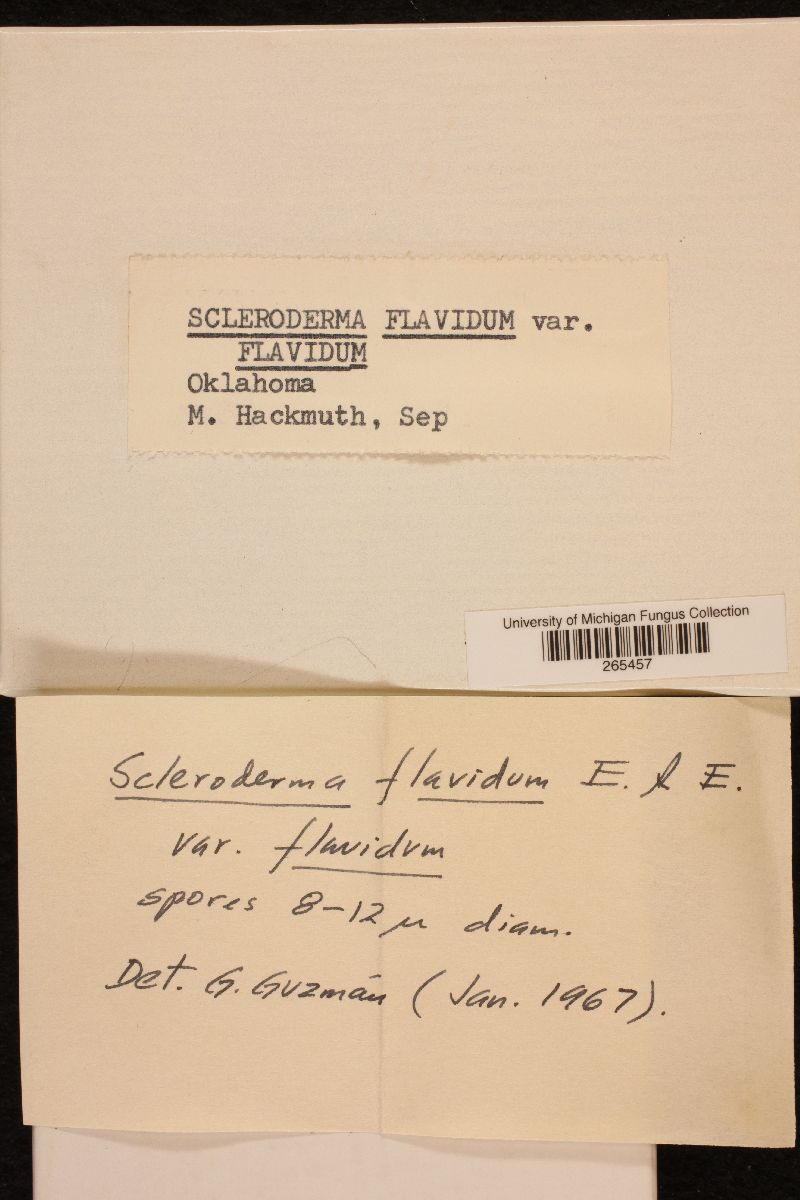 SCLERODERMA FLAVIDUM var.
FLAVIDUM
Oklahoma
M. Hackmuth, Sep
University of Michigan Fungus Collection
265457
Scleroderma flavidum E. & E.
var. flavidum
spores 8-12 µ diam.
Det. G. Guzmán (Jan. 1967).